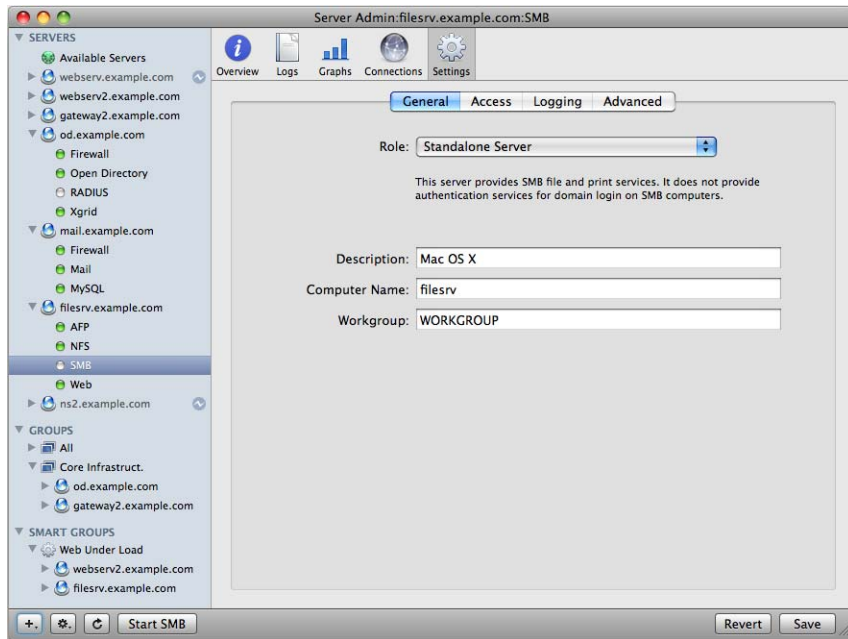 Server Admin:filesrv.example.com:SMB
SERVERS
Available Servers
webserv.example.com
webserv2.example.com
gateway2.example.com
od.example.com
Firewall
Open Directory
RADIUS
Xgrid
mail.example.com
Firewall
Mail
MySQL
filesrv.example.com
AFP
NFS
SMB
Web
ns2.example.com
GROUPS
All
Core Infrastruct.
od.example.com
gateway2.example.com
SMART GROUPS
Web Under Load
webserv2.example.com
filesrv.example.com
Overview Logs Graphs Connections Settings
General Access Logging Advanced
Role: Standalone Server
This server provides SMB file and print services. It does not provide
authentication services for domain login on SMB computers.
Description: Mac OS X
Computer Name: filesrv
Workgroup: WORKGROUP
Start SMB Revert Save